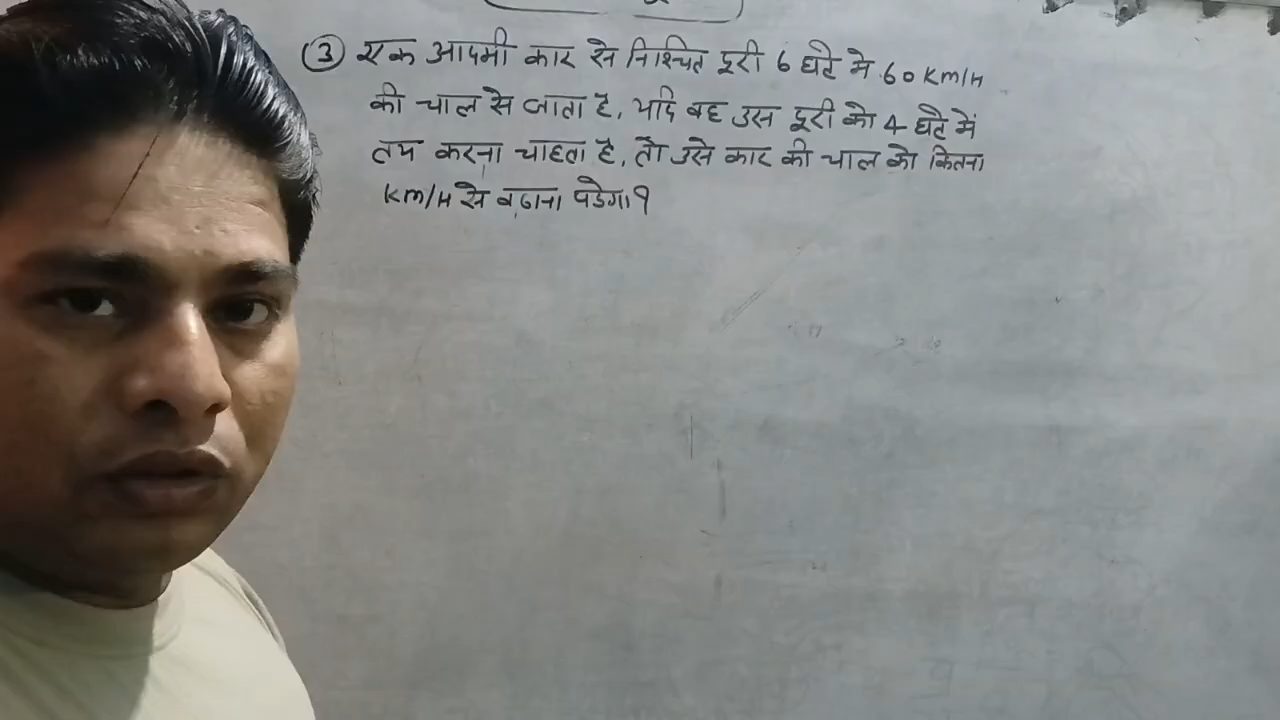 ③ एक आदमी कार से निश्चित दूरी 6 घंटे मे 60 Km/H
की चाल से जाता है, यदि वह उस दूरी को 4 घंटे में
तय करना चाहता है, तो उसे कार की चाल को कितना
Km/H से बढाना पडेगा?